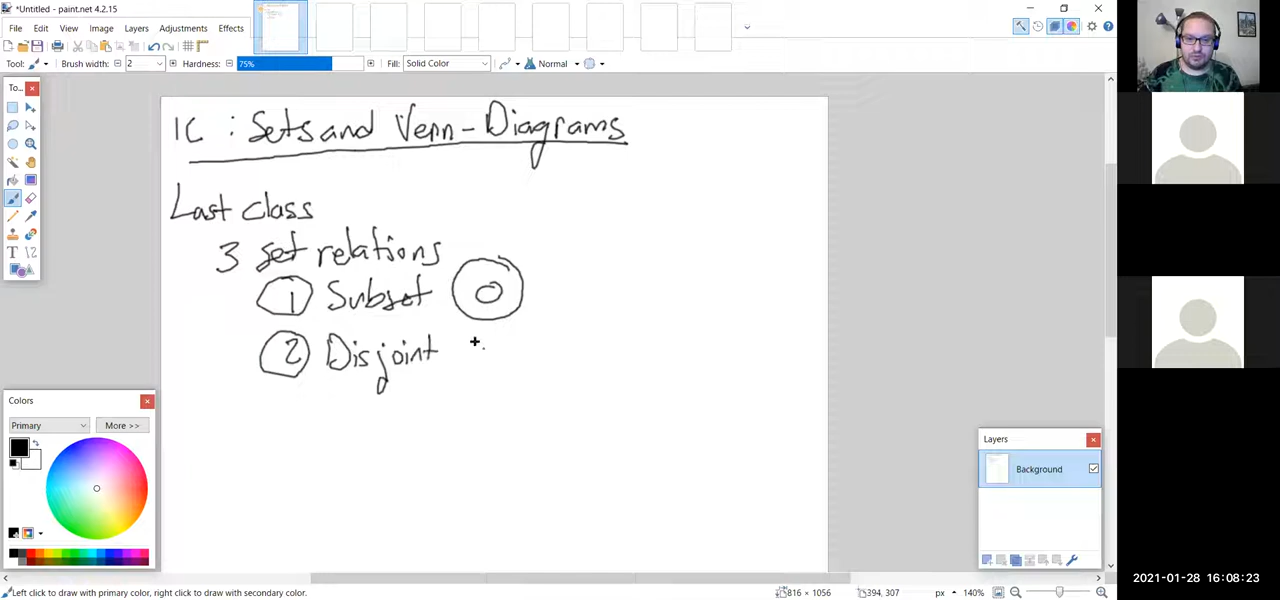 *Untitled - paint.net 4.2.15
File Edit View Image Layers Adjustments Effects
Tool: Brush width: 2 Hardness: 75% Fill: Solid Color Normal
To...
1C : Sets and Venn-Diagrams
Last class
3 set relations
1 Subset
2 Disjoint
Colors
Primary More >>
Layers
Background
Left click to draw with primary color, right click to draw with secondary color. 816 × 1056 394, 307 px 140%
2021-01-28 16:08:23